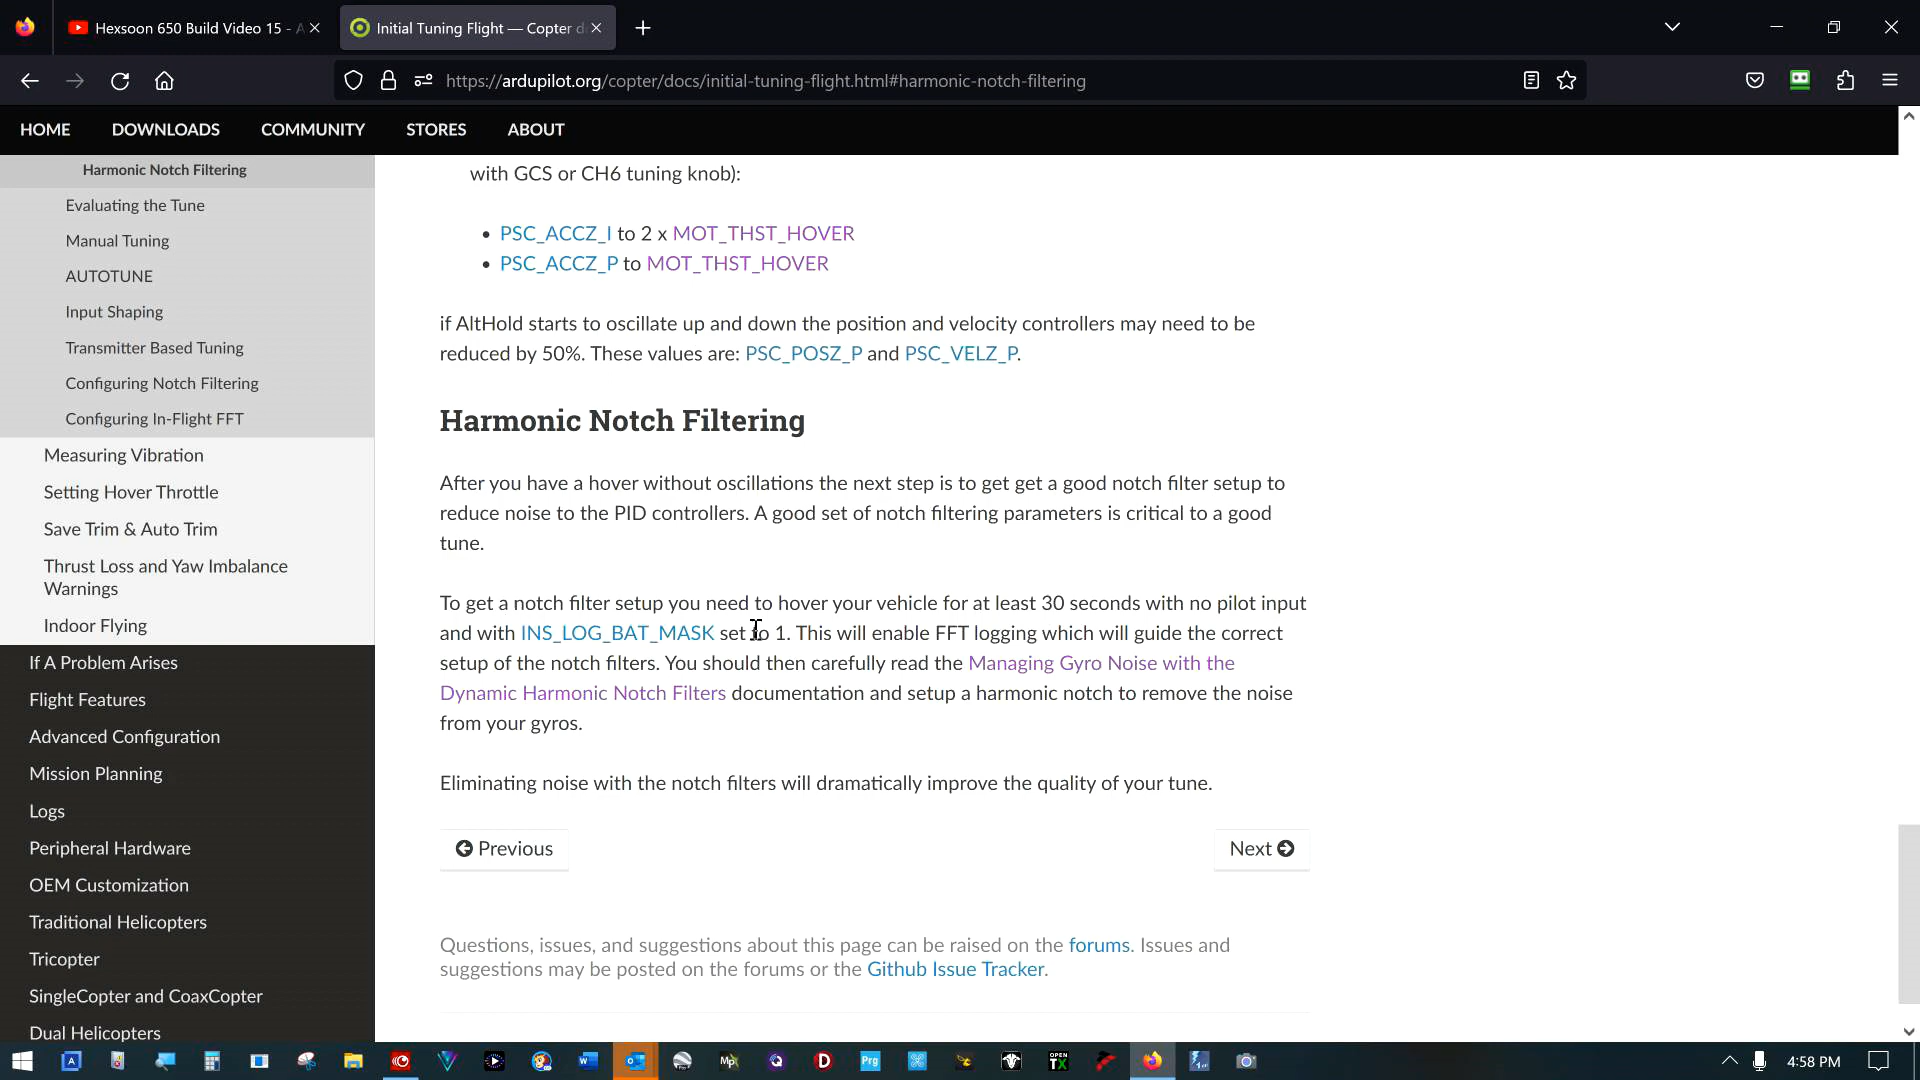 Hexsoon 650 Build Video 15 - A
Initial Tuning Flight — Copter d
https://ardupilot.org/copter/docs/initial-tuning-flight.html#harmonic-notch-filtering
HOME DOWNLOADS COMMUNITY STORES ABOUT
Harmonic Notch Filtering
Evaluating the Tune
Manual Tuning
AUTOTUNE
Input Shaping
Transmitter Based Tuning
Configuring Notch Filtering
Configuring In-Flight FFT
Measuring Vibration
Setting Hover Throttle
Save Trim & Auto Trim
Thrust Loss and Yaw Imbalance
Warnings
Indoor Flying
If A Problem Arises
Flight Features
Advanced Configuration
Mission Planning
Logs
Peripheral Hardware
OEM Customization
Traditional Helicopters
Tricopter
SingleCopter and CoaxCopter
Dual Helicopters
with GCS or CH6 tuning knob):
• PSC_ACCZ_I to 2 x MOT_THST_HOVER
• PSC_ACCZ_P to MOT_THST_HOVER
if AltHold starts to oscillate up and down the position and velocity controllers may need to be
reduced by 50%. These values are: PSC_POSZ_P and PSC_VELZ_P.
Harmonic Notch Filtering
After you have a hover without oscillations the next step is to get get a good notch filter setup to
reduce noise to the PID controllers. A good set of notch filtering parameters is critical to a good
tune.
To get a notch filter setup you need to hover your vehicle for at least 30 seconds with no pilot input
and with INS_LOG_BAT_MASK set to 1. This will enable FFT logging which will guide the correct
setup of the notch filters. You should then carefully read the Managing Gyro Noise with the
Dynamic Harmonic Notch Filters documentation and setup a harmonic notch to remove the noise
from your gyros.
Eliminating noise with the notch filters will dramatically improve the quality of your tune.
Previous
Next
Questions, issues, and suggestions about this page can be raised on the forums. Issues and
suggestions may be posted on the forums or the Github Issue Tracker.
Prg
OPEN
TX
4:58 PM